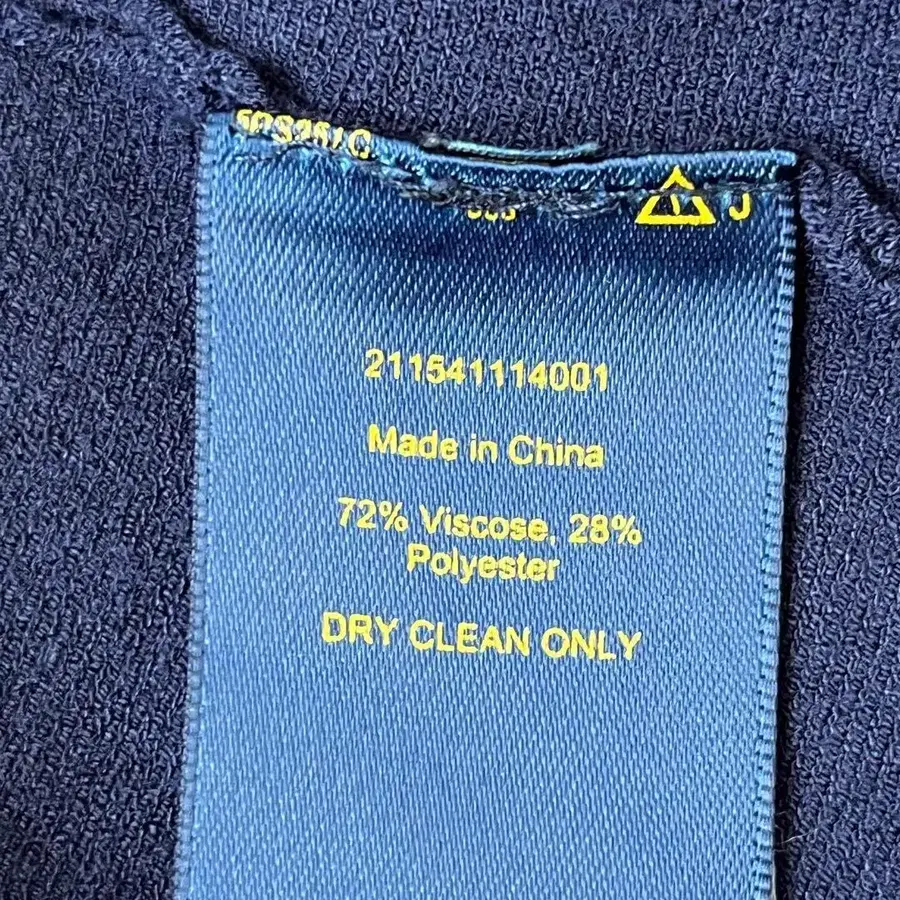 J
211541114001
Made in China
72% Viscose, 28%
Polyester
DRY CLEAN ONLY